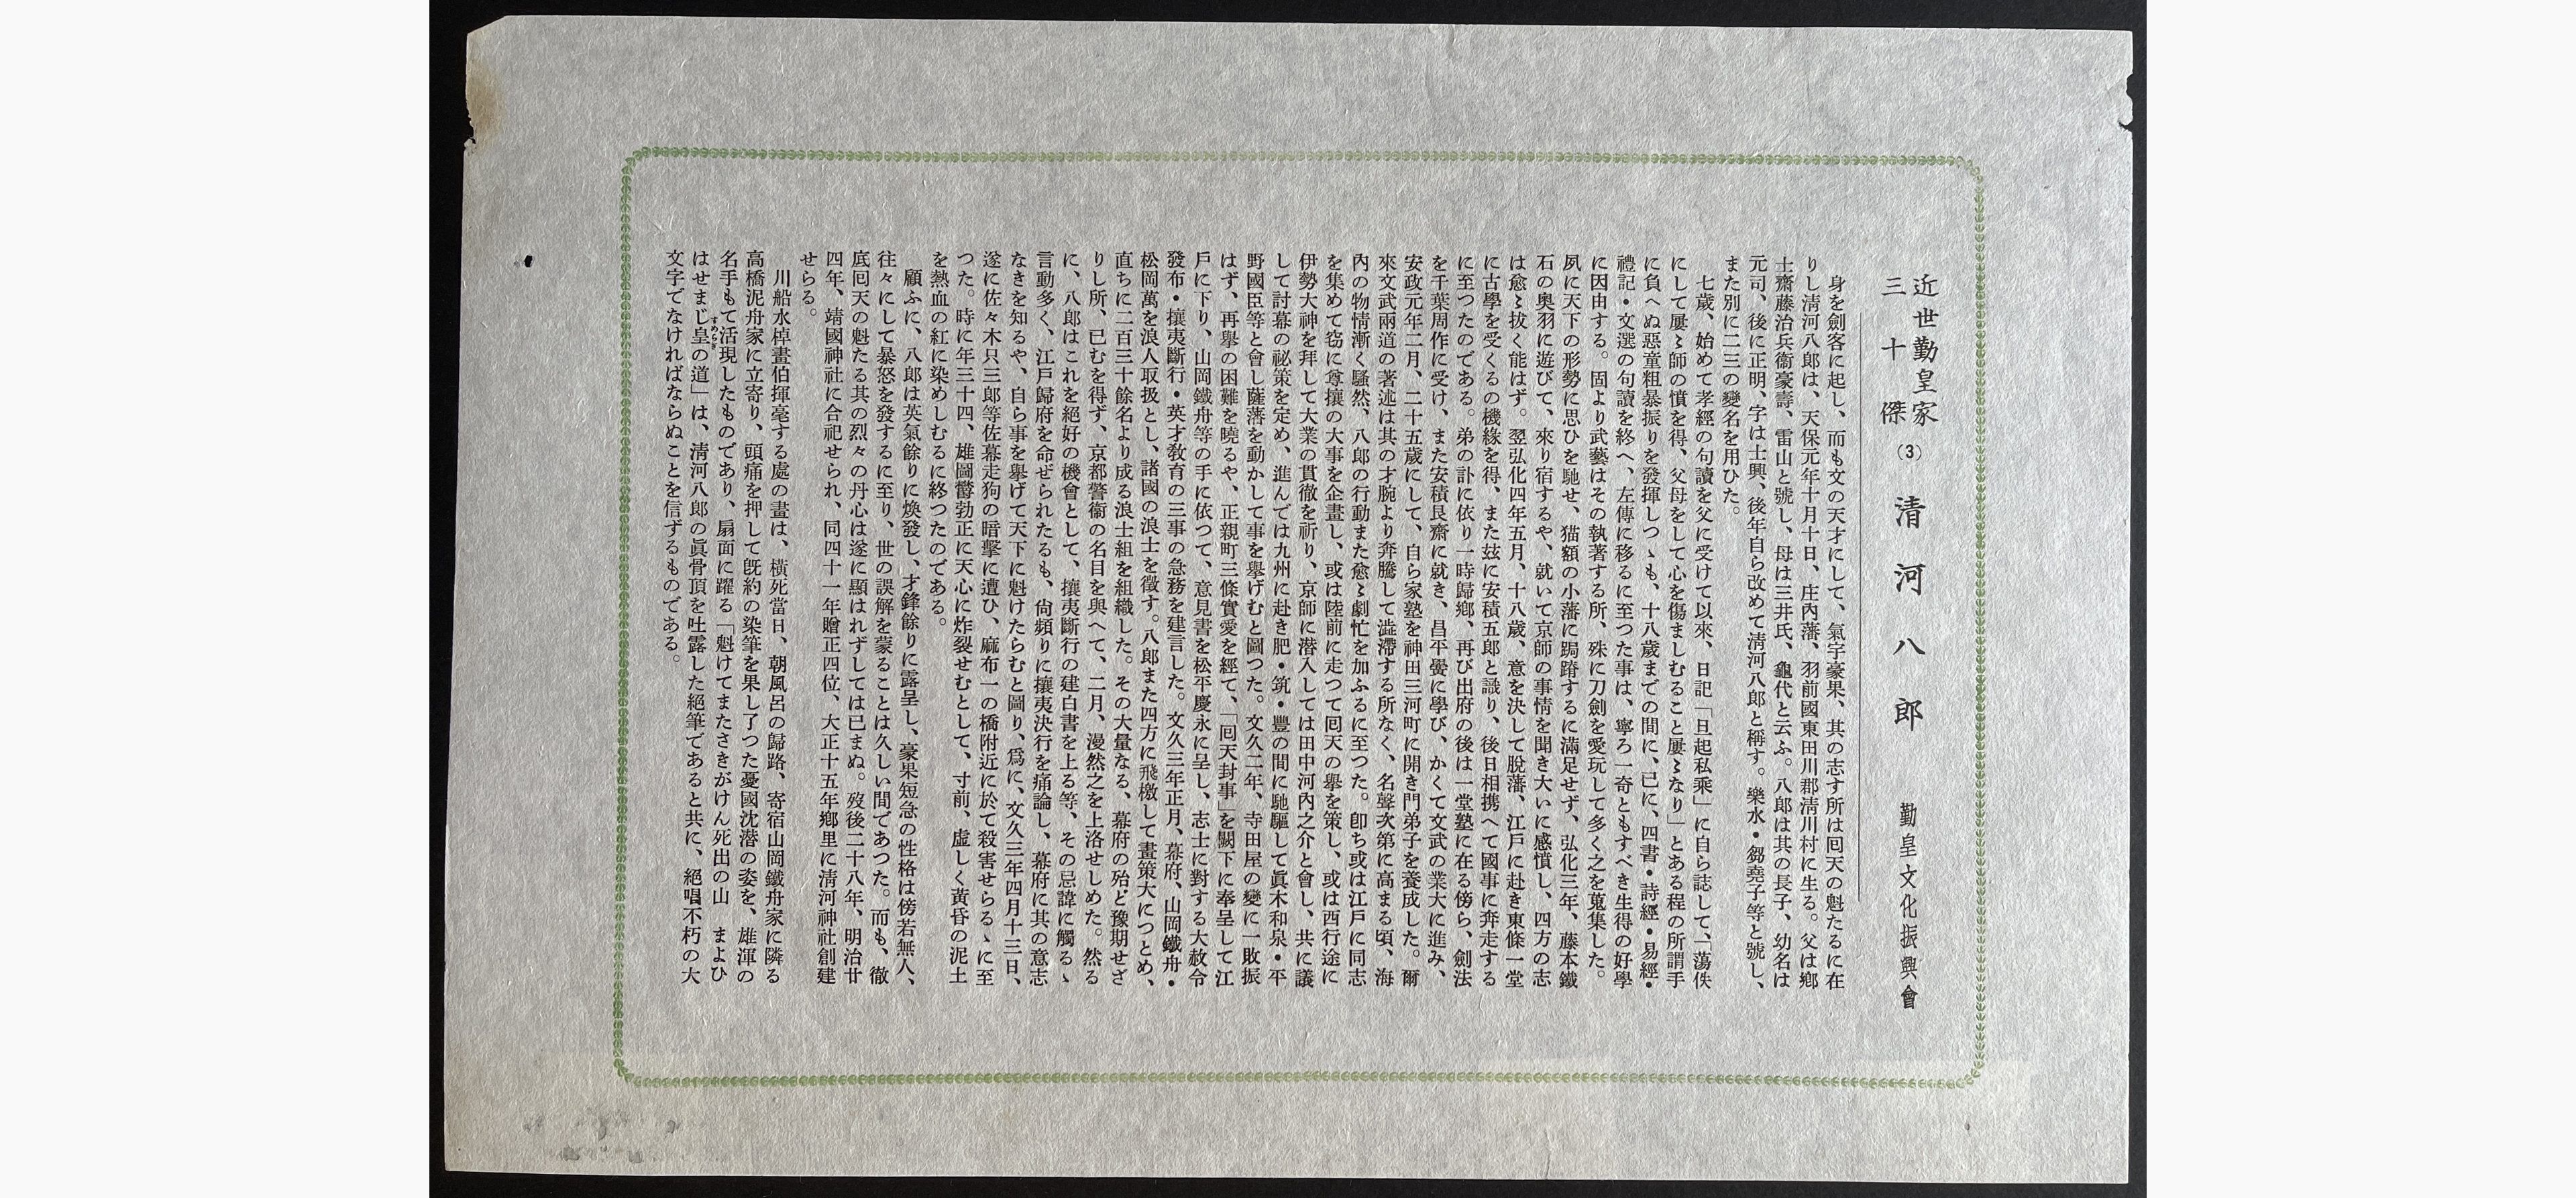 近世勤皇家
三十傑
(3)
清河八郎
勤皇文化振興會
身を劍客に起し、而も文の天才にして、氣宇豪果、其の志す所は囘天の魁たるに在
りし淸河八郎は、天保元年十月十日、庄內藩、羽前國東田川郡淸川村に生る。父は鄕
士齋藤治兵衞豪壽、雷山と號し、母は三井氏、龜代と云ふ。八郎は其の長子、幼名は
元司、後に正明、字は士興、後年自ら改めて淸河八郎と稱す。樂水・芻蕘子等と號し、
また別に二三の變名を用ひた。
七歲、始めて孝經の句讀を父に受けて以來、日記「旦起私乘」に自ら誌して、「蕩佚
にして屢〻師の憤を得、父母をして心を傷ましむること屢〻なり」とある程の所謂手
に負へぬ惡童粗暴振りを發揮しつゝも、十八歲までの間に、已に、四書・詩經・易經・
禮記・文選の句讀を終へ、左傳に移るに至つた事は、寧ろ一奇ともすべき生得の好學
に因由する。固より武藝はその執著する所、殊に刀劍を愛玩して多く之を蒐集した。
夙に天下の形勢に思ひを馳せ、猫額の小藩に跼蹐するに滿足せず、弘化三年、藤本鐵
石の奧羽に遊びて、來り宿するや、就いて京師の事情を聞き大いに感憤し、四方の志
は愈〻拔く能はず。翌弘化四年五月、十八歲、意を決して脫藩、江戶に赴き東條一堂
に古學を受くるの機緣を得、また玆に安積五郎と識り、後日相携へて國事に奔走する
に至つたのである。弟の訃に依り一時歸鄕、再び出府の後は一堂塾に在る傍ら、劍法
を千葉周作に受け、また安積艮齋に就き、昌平黌に學び、かくて文武の業大に進み、
安政元年二月、二十五歲にして、自ら家塾を神田三河町に開き門弟子を養成した。爾
來文武兩道の著述は其の才腕より奔騰して澁滯する所なく、名聲次第に高まる頃、海
內の物情漸く騷然、八郎の行動また愈〻劇忙を加ふるに至つた。卽ち或は江戶に同志
を集めて窃に尊攘の大事を企畫し、或は陸前に走つて囘天の擧を策し、或は西行途に
伊勢大神を拜して大業の貫徹を祈り、京師に潜入しては田中河內之介と會し、共に議
して討幕の祕策を定め、進んでは九州に赴き肥・筑・豐の間に馳驅して眞木和泉・平
野國臣等と會し薩藩を動かして事を擧げむと圖つた。文久二年、寺田屋の變に一敗振
はず、再擧の困難を曉るや、正親町三條實愛を經て、「囘天封事」を闕下に奉呈して江
戶に下り、山岡鐵舟等の手に依つて、意見書を松平慶永に呈し、志士に對する大赦令
發布・攘夷斷行・英才敎育の三事の急務を建言した。文久三年正月、幕府、山岡鐵舟・
松岡萬を浪人取扱とし、諸國の浪士を徵す。八郎また四方に飛檄して畫策大につとめ、
直ちに二百三十餘名より成る浪士組を組織した。その大量なる、幕府の殆ど豫期せざ
りし所、已むを得ず、京都警衞の名目を與へて、二月、漫然之を上洛せしめた。然る
に、八郎はこれを絕好の機會として、攘夷斷行の建白書を上る等、その忌諱に觸るゝ
言動多く、江戶歸府を命ぜられたるも、尙頻りに攘夷決行を痛論し、幕府に其の意志
なきを知るや、自ら事を擧げて天下に魁けたらむと圖り、爲に、文久三年四月十三日、
遂に佐々木只三郎等佐幕走狗の暗擊に遭ひ、麻布一の橋附近に於て殺害せらるゝに至
つた。時に年三十四、雄圖欝勃正に天心に炸裂せむとして、寸前、虛しく黃昏の泥土
を熱血の紅に染めしむるに終つたのである。
顧ふに、八郎は英氣餘りに煥發し、才鋒餘りに露呈し、豪果短急の性格は傍若無人、
往々にして暴怒を發するに至り、世の誤解を蒙ることは久しい間であつた。而も、徹
底囘天の魁たる其の烈々の丹心は遂に顯はれずしては已まぬ。歿後二十八年、明治廿
四年、靖國神社に合祀せられ、同四十一年贈正四位、大正十五年鄕里に淸河神社創建
せらる。
川船水棹畫伯揮毫する處の畫は、橫死當日、朝風呂の歸路、寄宿山岡鐵舟家に隣る
高橋泥舟家に立寄り、頭痛を押して旣約の染筆を果し了つた憂國沈潜の姿を、雄渾の
名手もて活現したものであり、扇面に躍る「魁けてまたさきがけん死出の山　まよひ
はせまじ皇の道」は、淸河八郎の眞骨頂を吐露した絕筆であると共に、絕唱不朽の大
すめらぎ
文字でなければならぬことを信ずるものである。